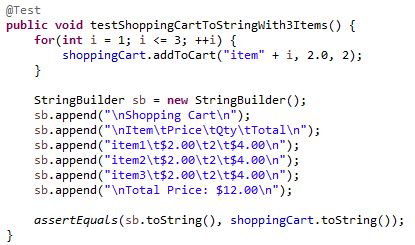 @Test
public void testShoppingCartToStringWith3Items() {
    for(int i = 1; i <= 3; ++i) {
        shoppingCart.addToCart("item" + i, 2.0, 2);
    }

    StringBuilder sb = new StringBuilder();
    sb.append("\nShopping Cart\n");
    sb.append("\nItem\tPrice\tQty\tTotal\n");
    sb.append("item1\t$2.00\t2\t$4.00\n");
    sb.append("item2\t$2.00\t2\t$4.00\n");
    sb.append("item3\t$2.00\t2\t$4.00\n");
    sb.append("\nTotal Price: $12.00\n");

    assertEquals(sb.toString(), shoppingCart.toString());
}